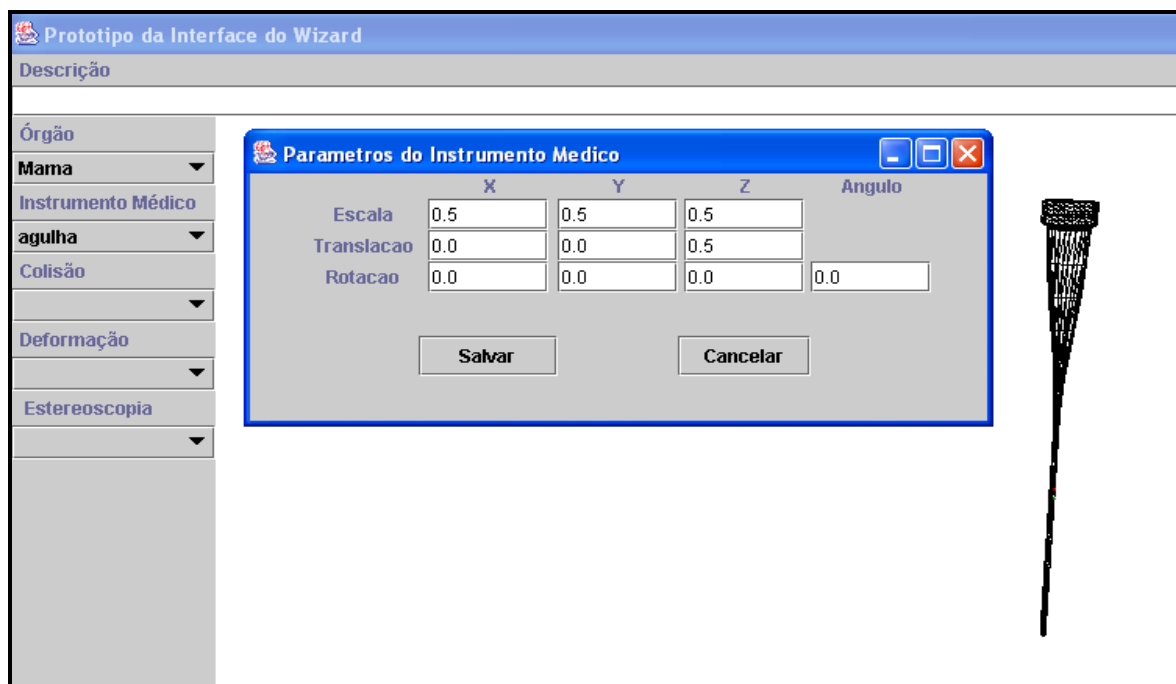 Prototipo da Interface do Wizard
Descrição
Órgão
Mama
Instrumento Médico
agulha
Colisão
Deformação
Estereoscopia
Parametros do Instrumento Medico
X Y Z Angulo
Escala 0.5 0.5 0.5
Translacao 0.0 0.0 0.5
Rotacao 0.0 0.0 0.0 0.0
Salvar Cancelar